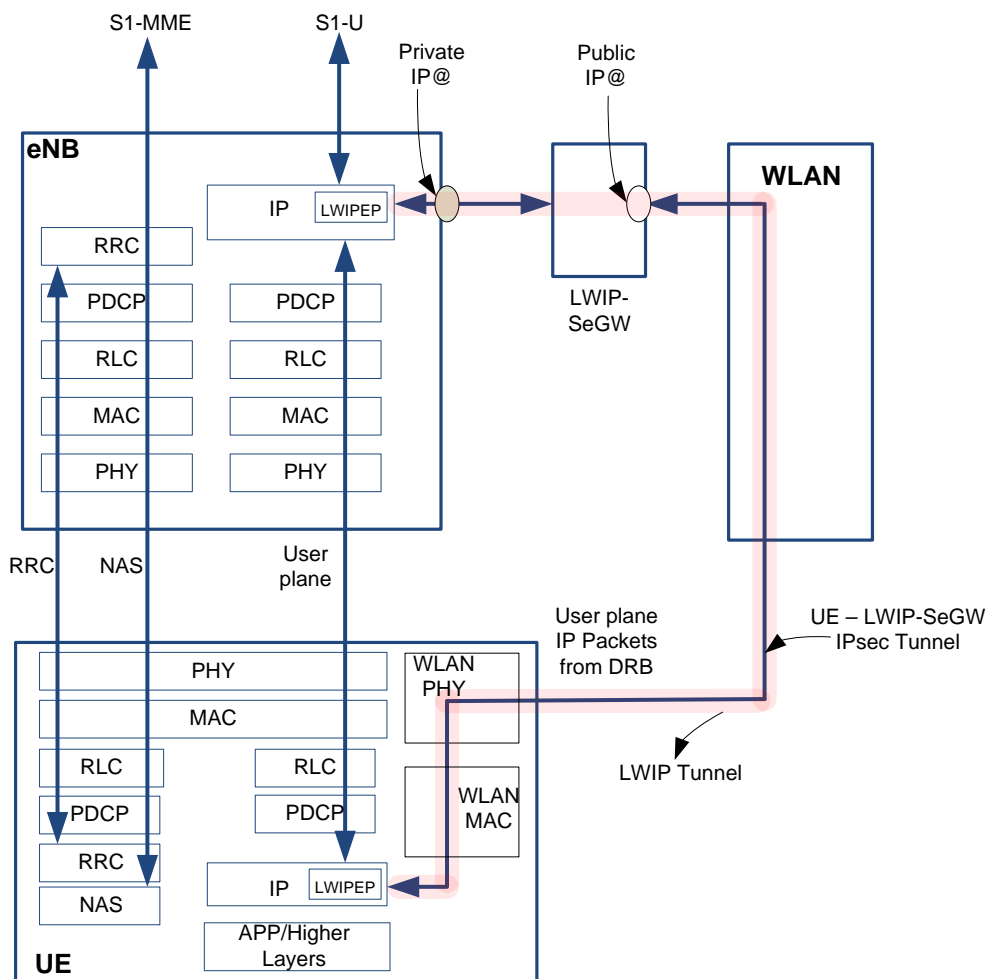 S1-MME
S1-U
Private
IP@
Public
IP@
eNB
WLAN
IP
LWIPEP
RRC
PDCP
PDCP
LWIP-
SeGW
RLC
RLC
MAC
MAC
PHY
PHY
RRC
NAS
User
plane
User plane
IP Packets
from DRB
UE – LWIP-SeGW
IPsec Tunnel
PHY
WLAN
PHY
MAC
LWIP Tunnel
RLC
RLC
WLAN
MAC
PDCP
PDCP
RRC
IP
LWIPEP
NAS
APP/Higher
Layers
UE